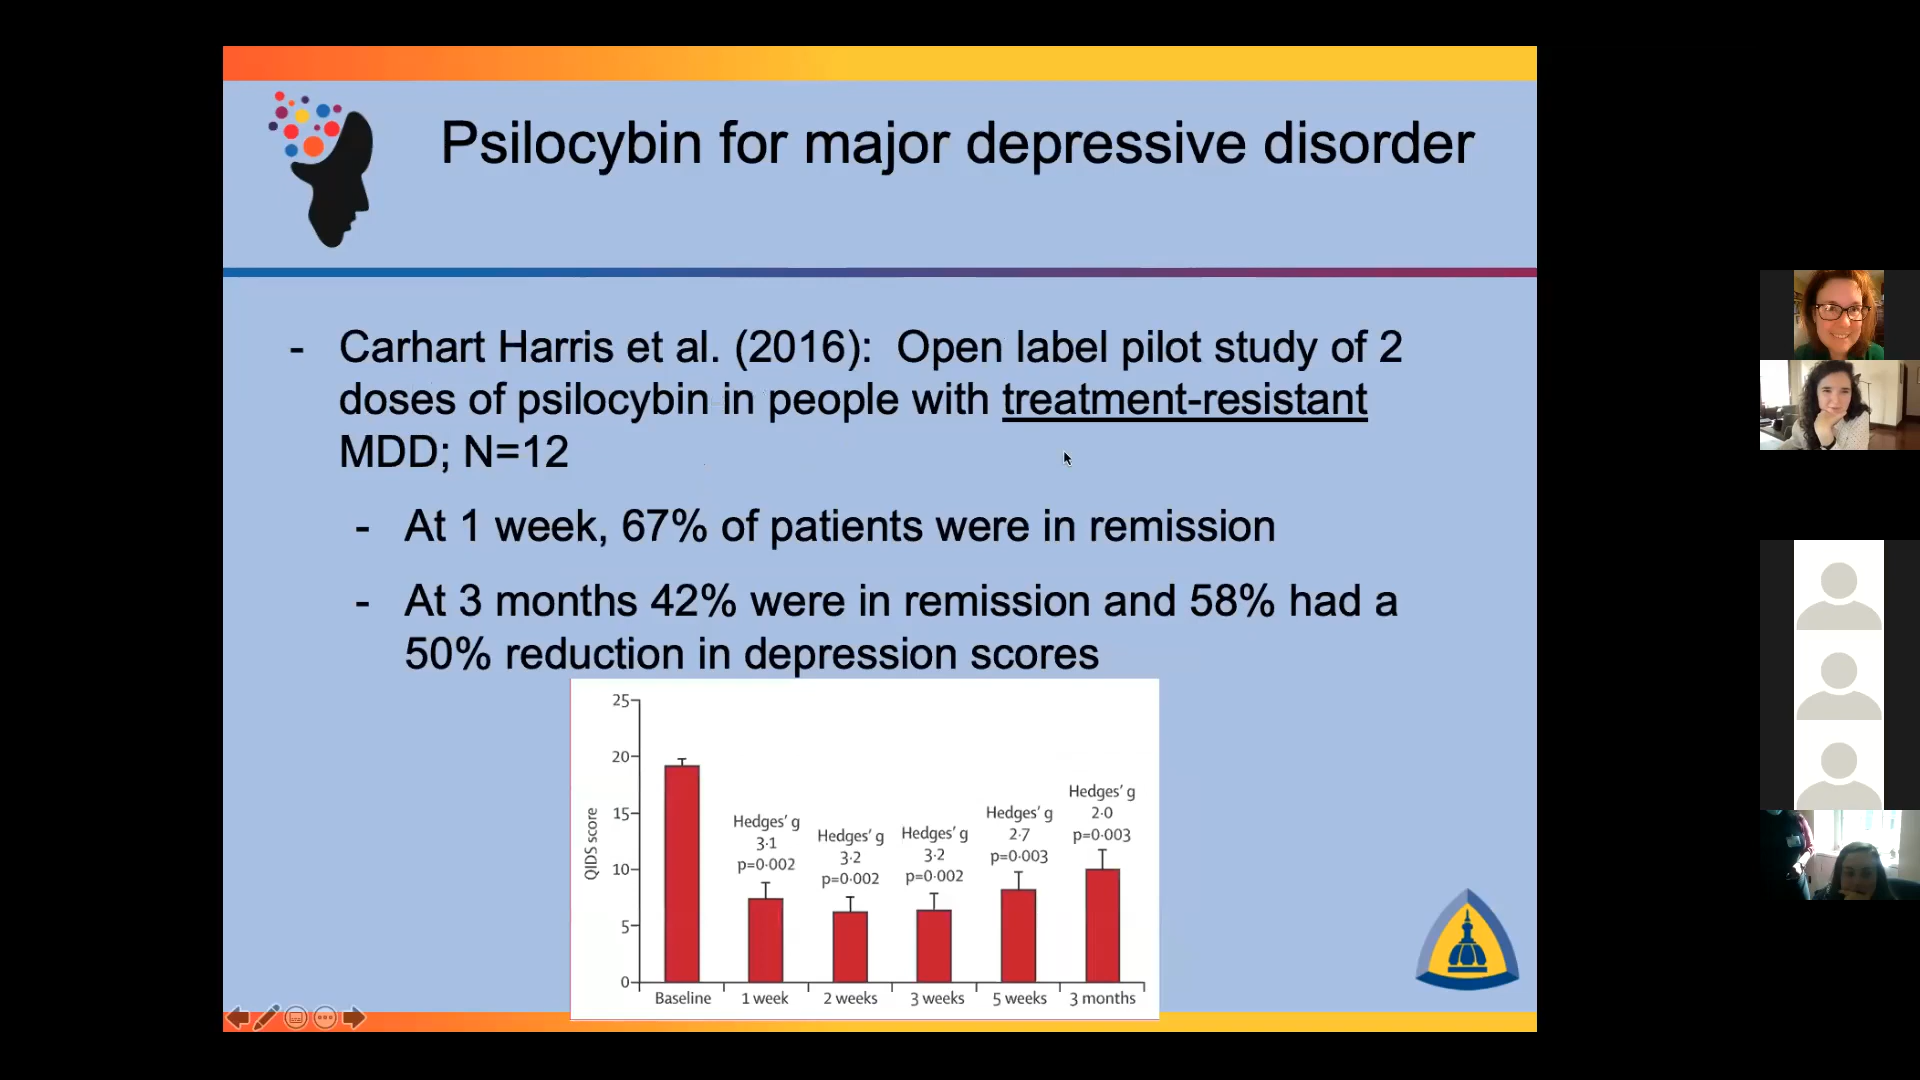 Psilocybin for major depressive disorder
- Carhart Harris et al. (2016): Open label pilot study of 2
doses of psilocybin in people with treatment-resistant
MDD; N=12
- At 1 week, 67% of patients were in remission
- At 3 months 42% were in remission and 58% had a
50% reduction in depression scores
25
20
15
10
5
0
QIDS score
Hedges' g
3·1
p=0·002
Hedges' g
3·2
p=0·002
Hedges' g
3·2
p=0·002
Hedges' g
2·7
p=0·003
Hedges' g
2·0
p=0·003
Baseline
1 week
2 weeks
3 weeks
5 weeks
3 months